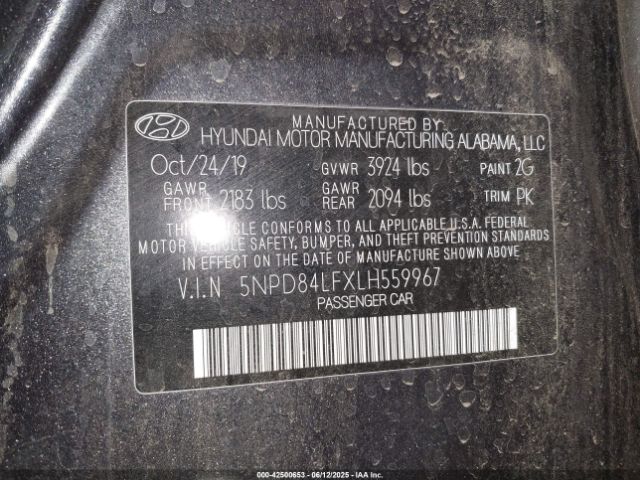 MANUFACTURED BY:
HYUNDAI MOTOR MANUFACTURING ALABAMA, LLC
Oct/24/19 GVWR 3924 lbs PAINT 2G
GAWR FRONT 2183 lbs GAWR REAR 2094 lbs TRIM PK
THIS VEHICLE CONFORMS TO ALL APPLICABLE U.S.A. FEDERAL
MOTOR VEHICLE SAFETY, BUMPER, AND THEFT PREVENTION STANDARDS
IN EFFECT ON THE DATE OF MANUFACTURE SHOWN ABOVE.
V.I.N 5NPD84LFXLH559967
PASSENGER CAR
000-42500653 - 06/12/2025 - IAA Inc.